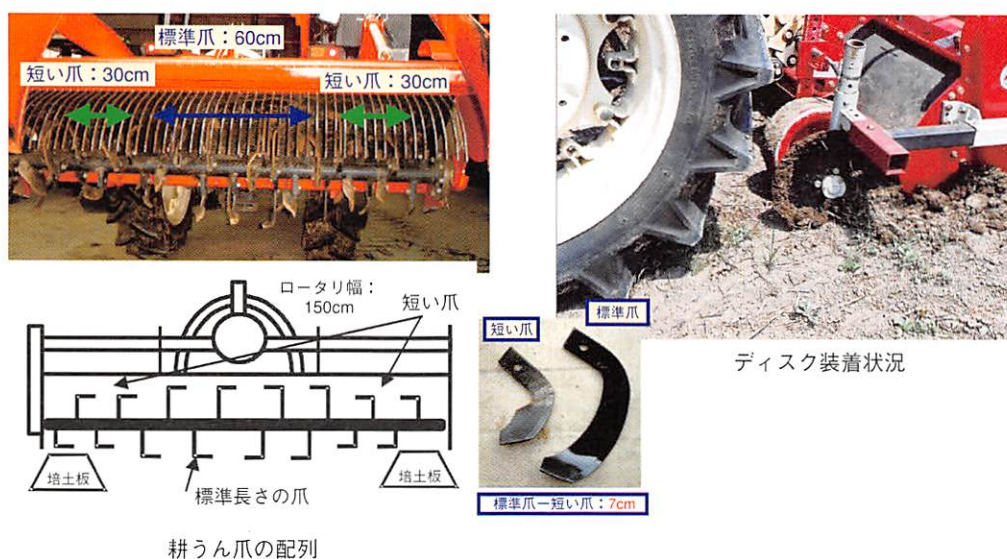 標準爪：60cm
短い爪：30cm
短い爪：30cm
ロータリ幅：
150cm
短い爪
培土板
培土板
標準長さの爪
耕うん爪の配列
短い爪
標準爪
標準爪ー短い爪：7cm
ディスク装着状況